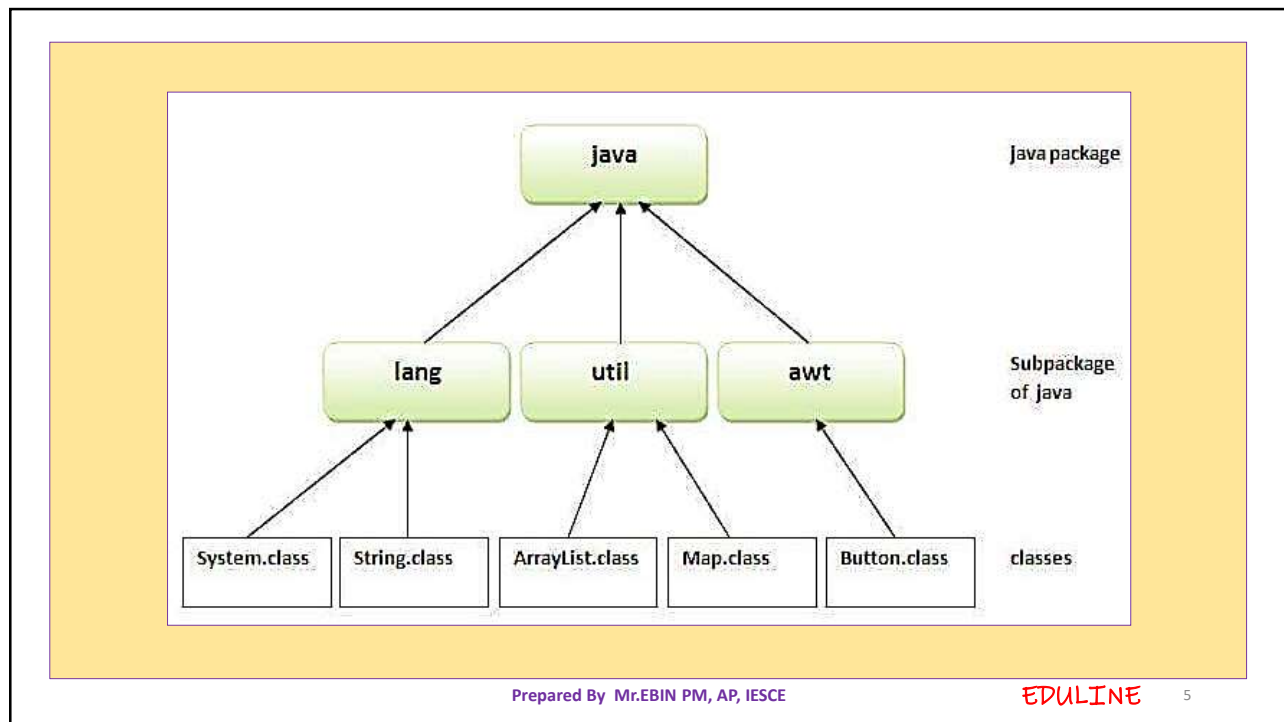 java
java package
lang
util
awt
Subpackage
of java
System.class
String.class
ArrayList.class
Map.class
Button.class
classes
Prepared By Mr.EBIN PM, AP, IESCE
EDULINE
5